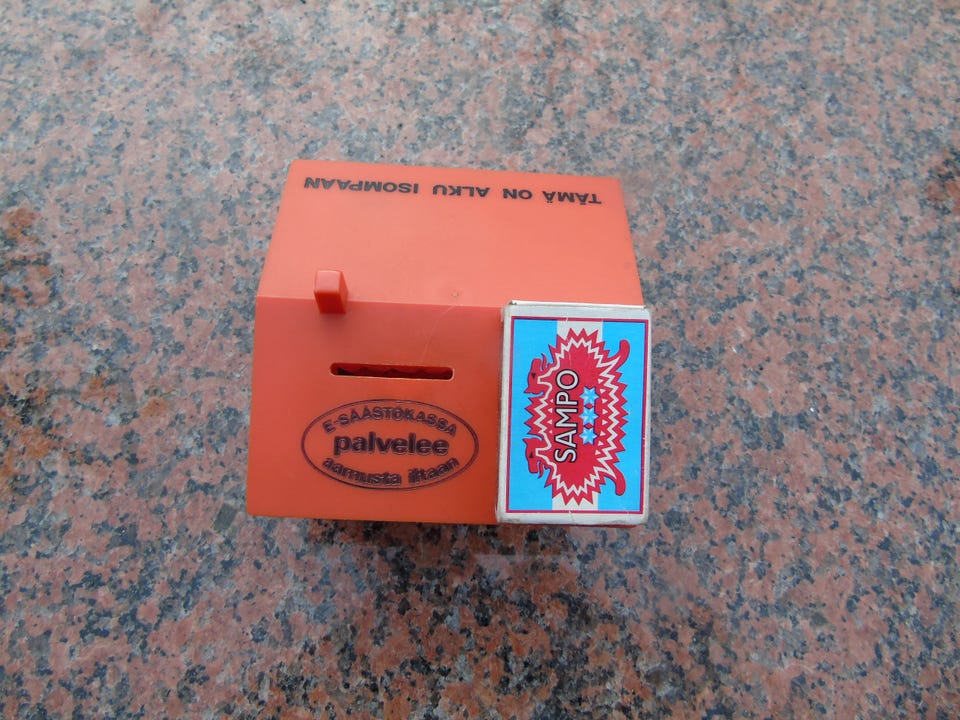 TÄMÄ ON ALKU ISOMPAAN
E-SÄÄSTÖKASSA
palvelee
aamusta iltaan
SAMPO